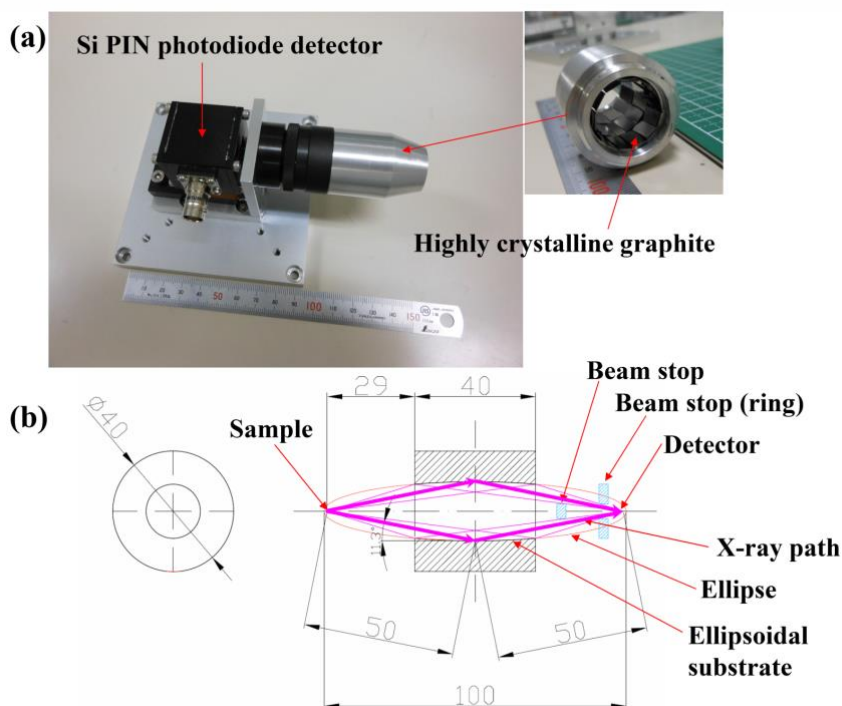 (a)
Si PIN photodiode detector
Highly crystalline graphite
50
100
150
100
(b)
Beam stop
Beam stop (ring)
Detector
29
40
Sample
Ø40
11.3°
X-ray path
Ellipse
50
50
Ellipsoidal
substrate
100